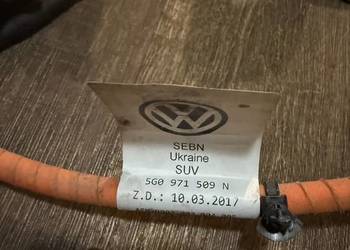 SEBN
Ukraine
SUV
5G0 971 509 N
Z.D.: 10.03.2017